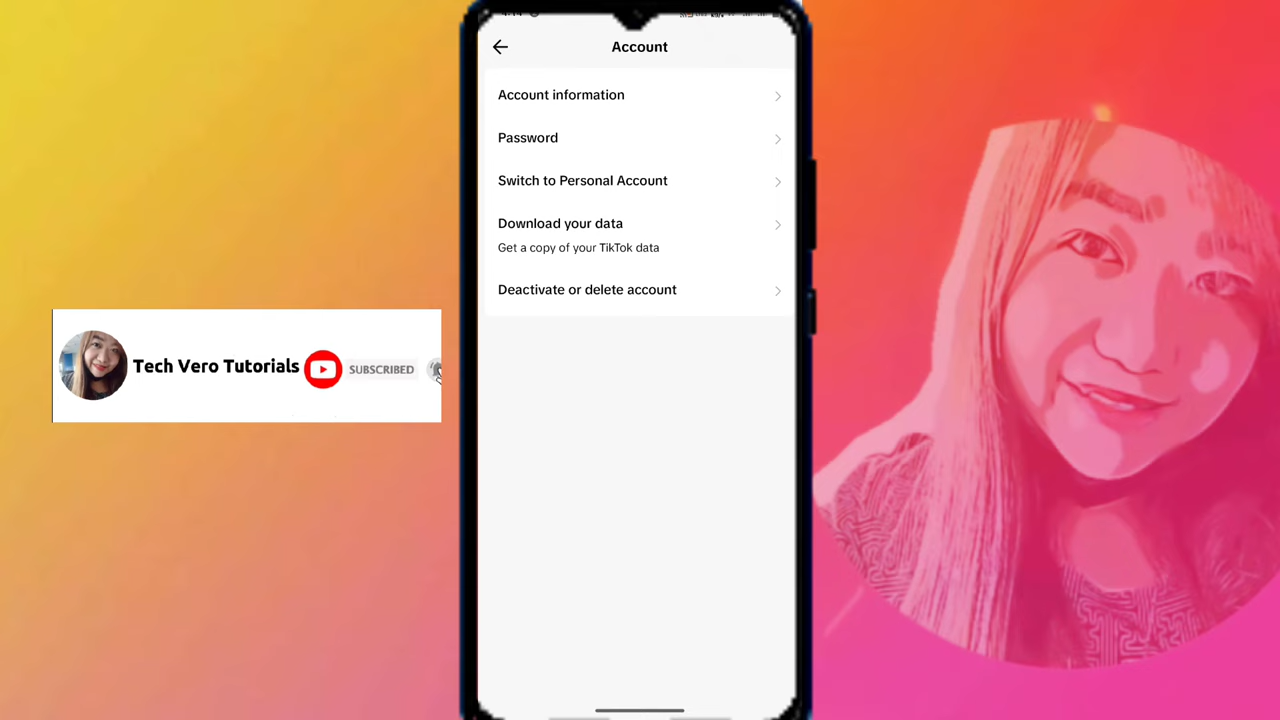 Account
Account information
Password
Switch to Personal Account
Download your data
Get a copy of your TikTok data
Deactivate or delete account
Tech Vero Tutorials
SUBSCRIBED